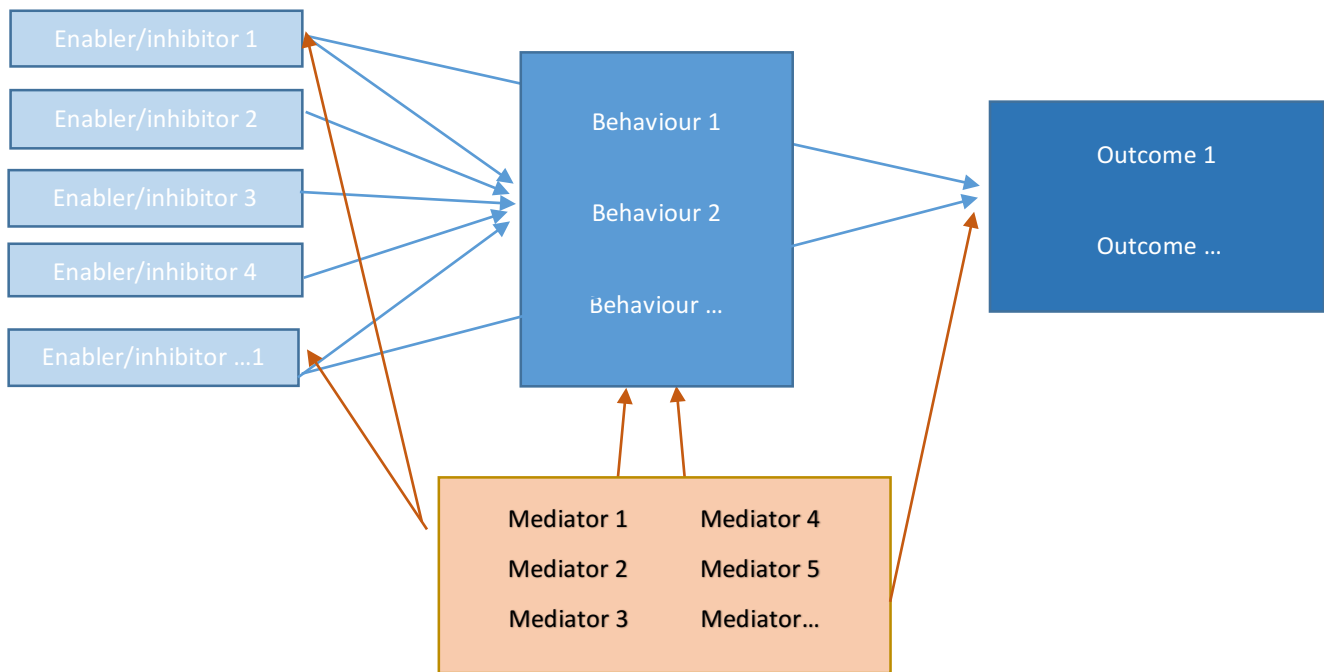 Enabler/inhibitor 1
Enabler/inhibitor 2
Enabler/inhibitor 3
Enabler/inhibitor 4
Enabler/inhibitor ...1
Behaviour 1
Behaviour 2
Behaviour ...
Outcome 1
Outcome ...
Mediator 1
Mediator 2
Mediator 3
Mediator 4
Mediator 5
Mediator...